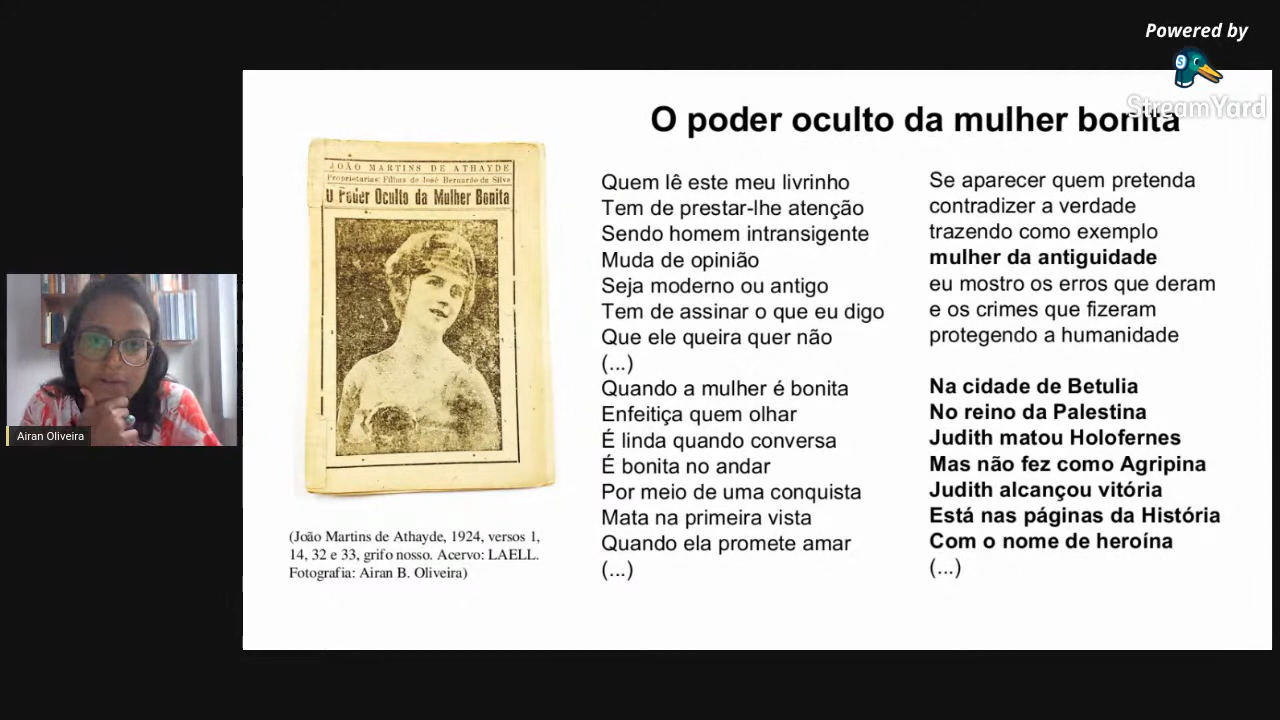 Powered by
StreamYard
O poder oculto da mulher bonita
JOÃO MARTINS DE ATHAYDE
Proprietarias: Filhas de José Bernardo da Silva
O Poder Oculto da Mulher Bonita
Quem lê este meu livrinho
Tem de prestar-lhe atenção
Sendo homem intransigente
Muda de opinião
Seja moderno ou antigo
Tem de assinar o que eu digo
Que ele queira quer não
(...)
Quando a mulher é bonita
Enfeitiça quem olhar
É linda quando conversa
É bonita no andar
Por meio de uma conquista
Mata na primeira vista
Quando ela promete amar
(...)
Se aparecer quem pretenda
contradizer a verdade
trazendo como exemplo
mulher da antiguidade
eu mostro os erros que deram
e os crimes que fizeram
protegendo a humanidade
Na cidade de Betulia
No reino da Palestina
Judith matou Holofernes
Mas não fez como Agripina
Judith alcançou vitória
Está nas páginas da História
Com o nome de heroína
(...)
(João Martins de Athayde, 1924, versos 1,
14, 32 e 33, grifo nosso. Acervo: LAELL.
Fotografia: Airan B. Oliveira)
Airan Oliveira